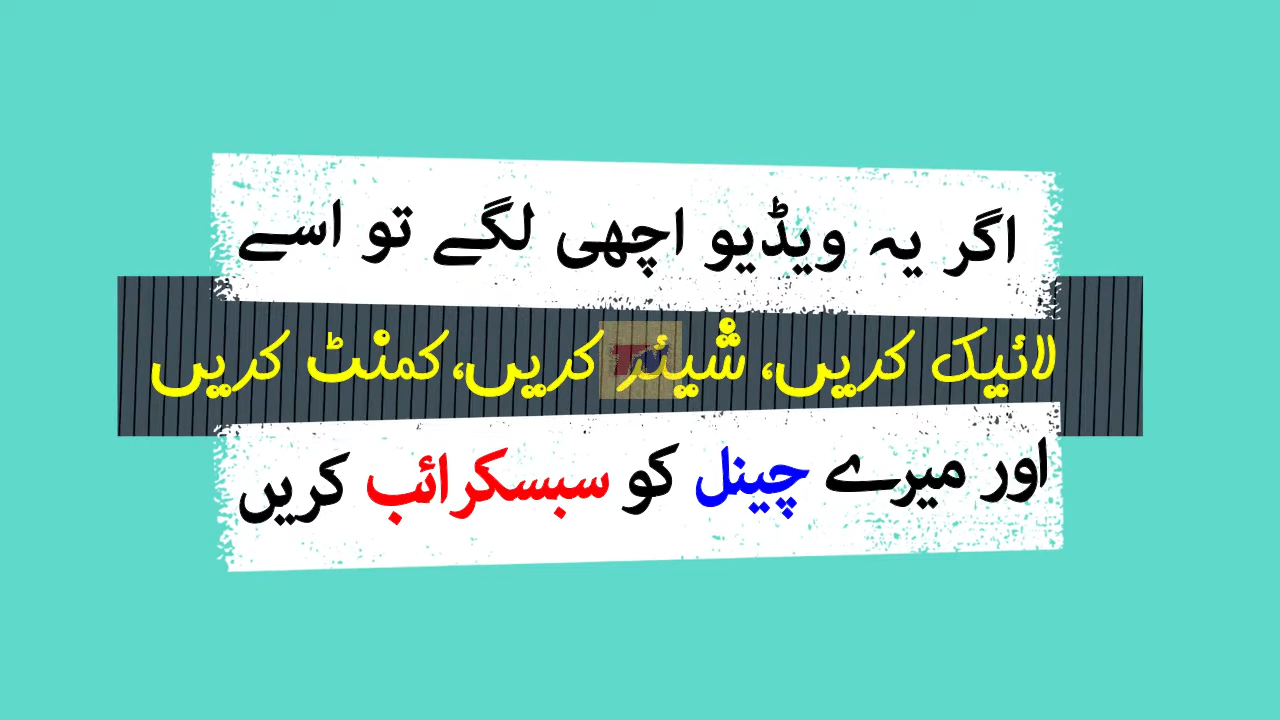 اگر یہ ویڈیو اچھی لگے تو اسے
لائیک کریں، شیئر کریں،کمنٹ کریں
اور میرے چینل کو سبسکرائب کریں